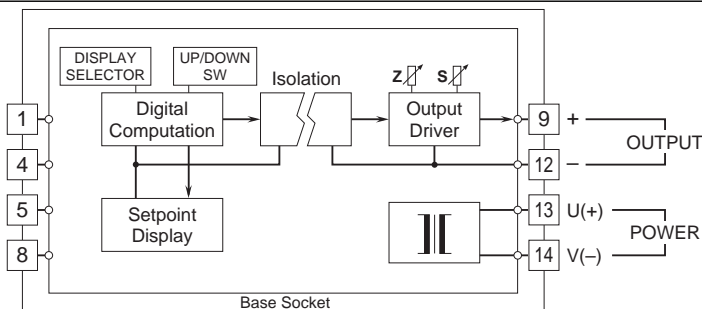 DISPLAY
SELECTOR
UP/DOWN
SW
Isolation
Z
S
1
Digital
Computation
Output
Driver
9
+
OUTPUT
4
12
–
5
Setpoint
Display
13
U(+)
POWER
8
14
V(–)
Base Socket